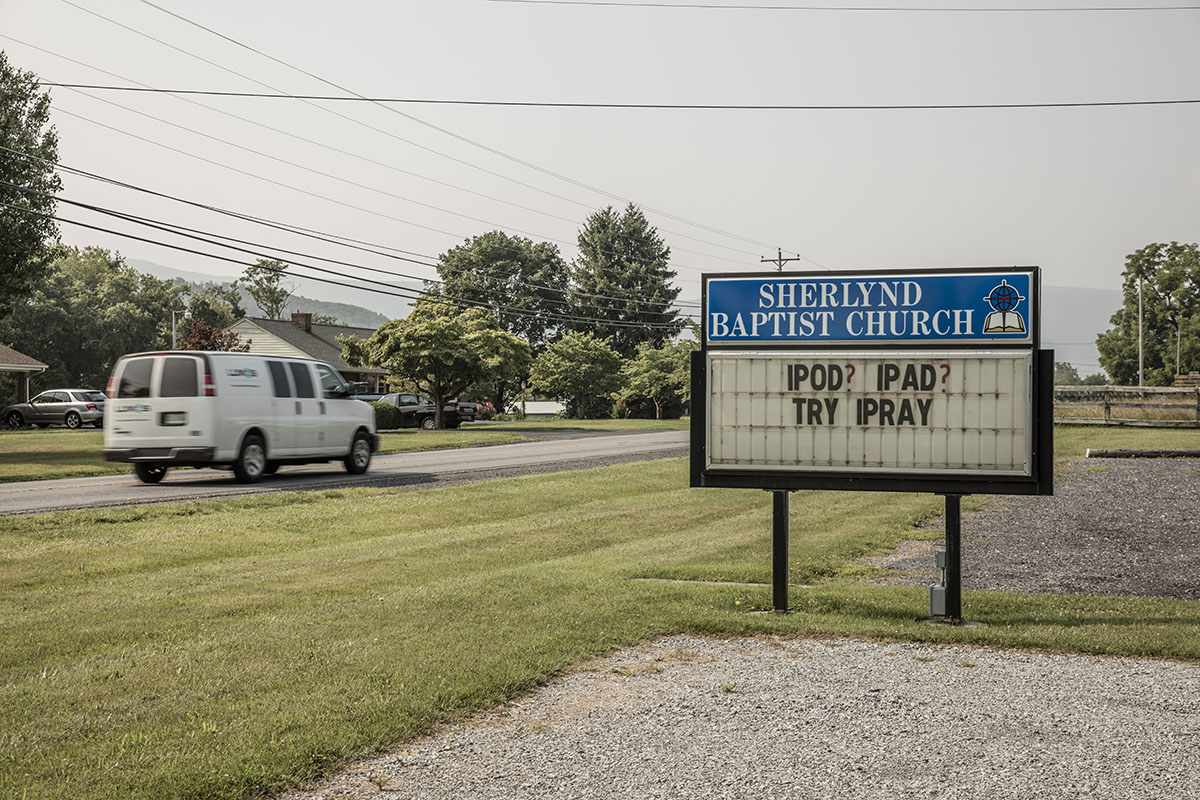 SHERLYND
BAPTIST CHURCH
IPOD? IPAD?
TRY IPRAY